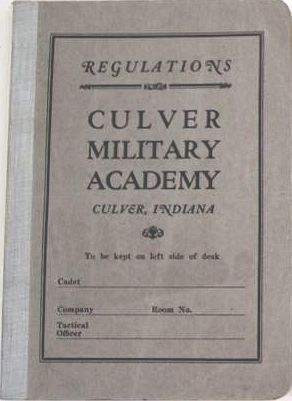 REGULATIONS
CULVER
MILITARY
ACADEMY
CULVER, INDIANA
To be kept on left side of desk
Cadet
Company Room No.
Tactical
Officer